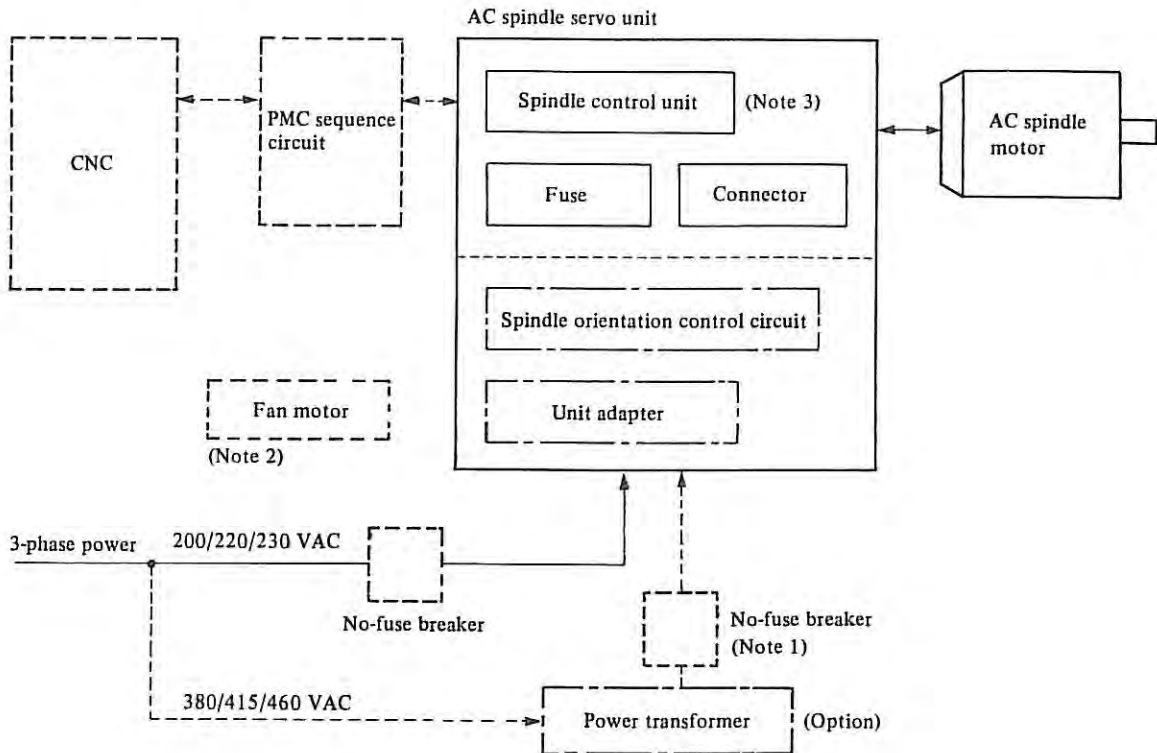 AC spindle servo unit
CNC
PMC sequence
circuit
Spindle control unit
(Note 3)
Fuse
Connector
AC spindle
motor
Spindle orientation control circuit
Unit adapter
Fan motor
(Note 2)
3-phase power
200/220/230 VAC
No-fuse breaker
No-fuse breaker
(Note 1)
380/415/460 VAC
Power transformer
(Option)